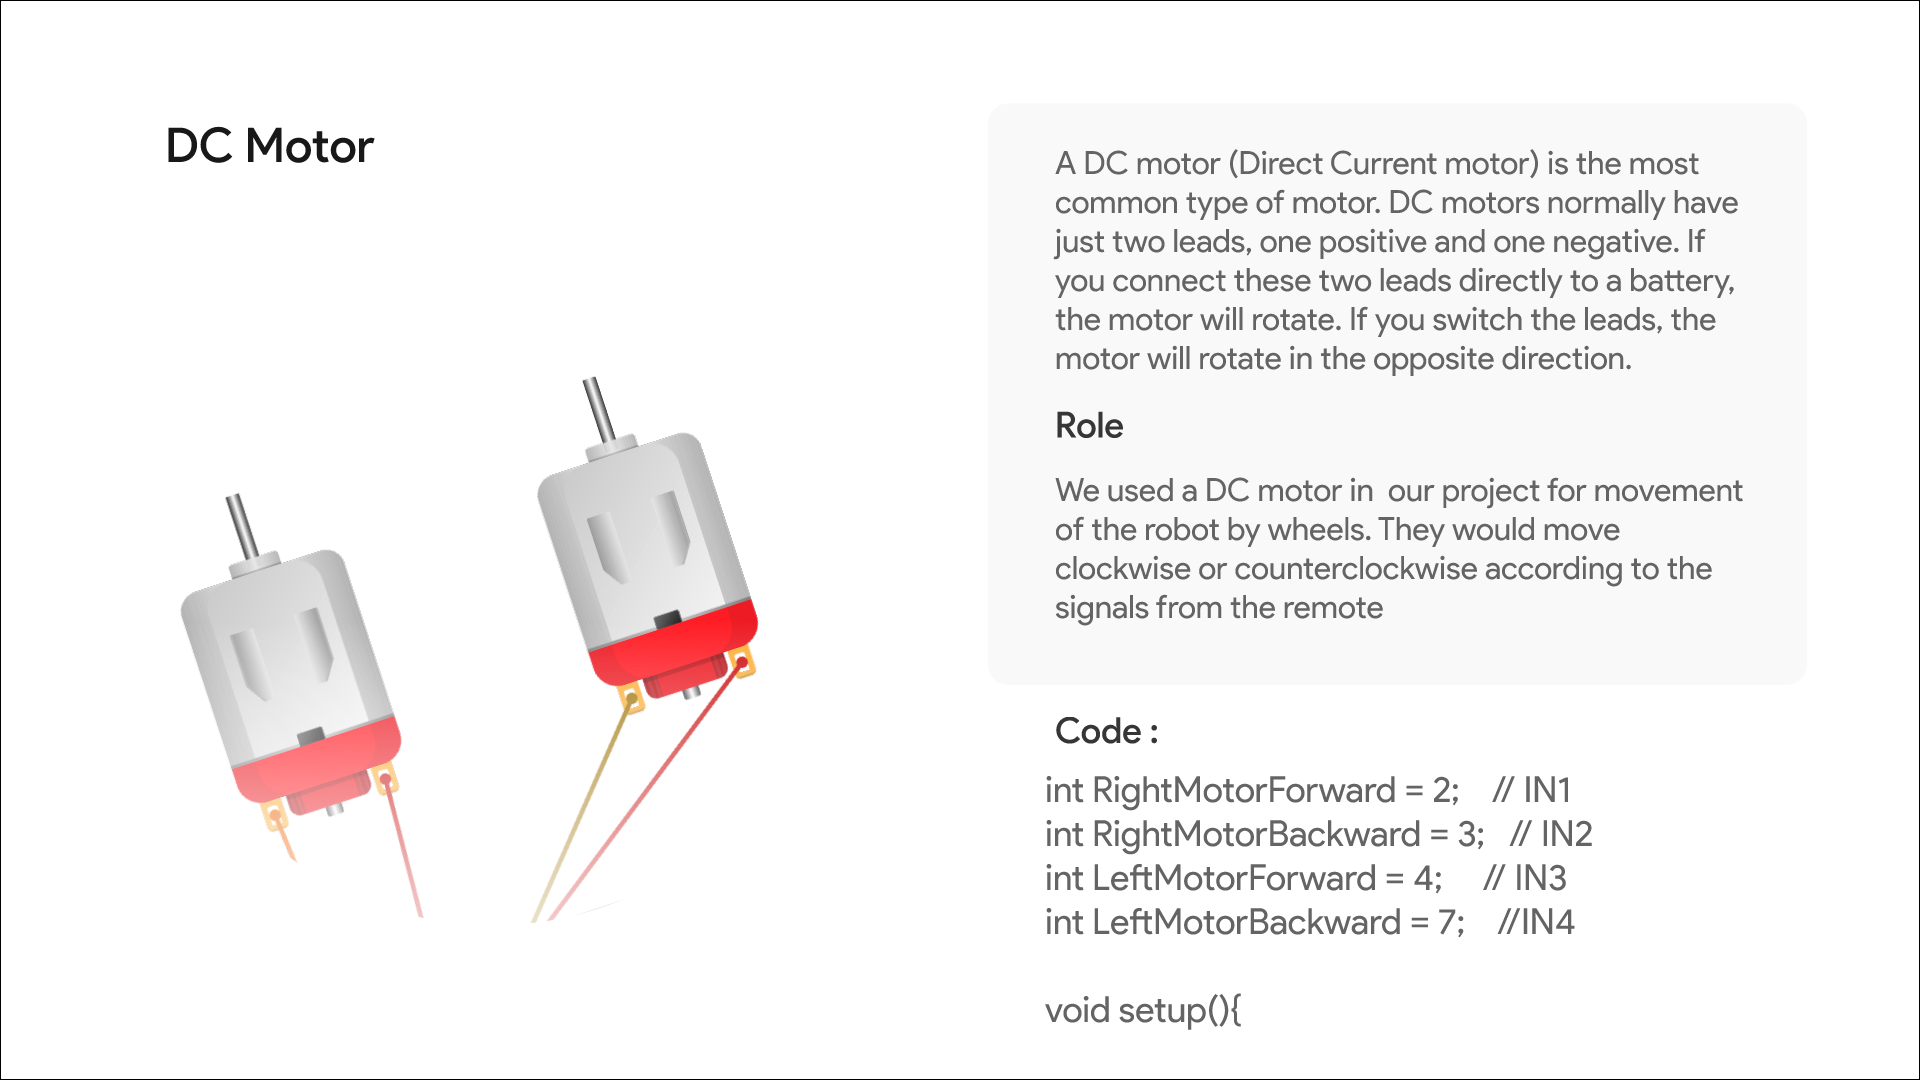 DC Motor
A DC motor (Direct Current motor) is the most
common type of motor. DC motors normally have
just two leads, one positive and one negative. If
you connect these two leads directly to a battery,
the motor will rotate. If you switch the leads, the
motor will rotate in the opposite direction.
Role
We used a DC motor in  our project for movement
of the robot by wheels. They would move
clockwise or counterclockwise according to the
signals from the remote
Code :
int RightMotorForward = 2;    // IN1
int RightMotorBackward = 3;   // IN2
int LeftMotorForward = 4;     // IN3
int LeftMotorBackward = 7;    //IN4
void setup(){